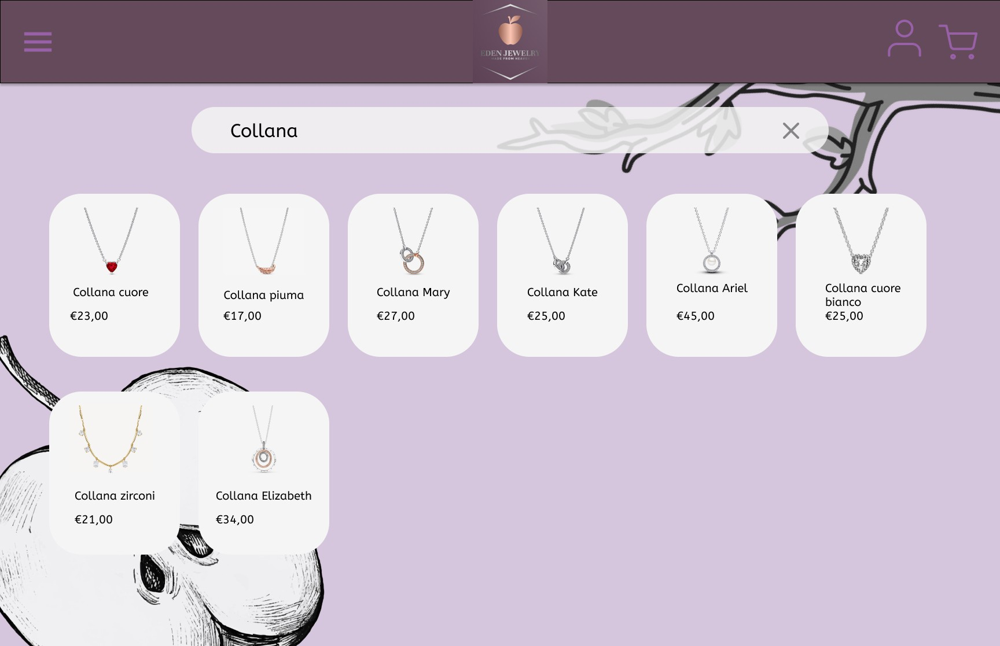 EDEN JEWELRY
MADE FROM HEAVEN
Collana
Collana cuore
€23,00
Collana piuma
€17,00
Collana Mary
€27,00
Collana Kate
€25,00
Collana Ariel
€45,00
Collana cuore
bianco
€25,00
Collana zirconi
€21,00
Collana Elizabeth
€34,00